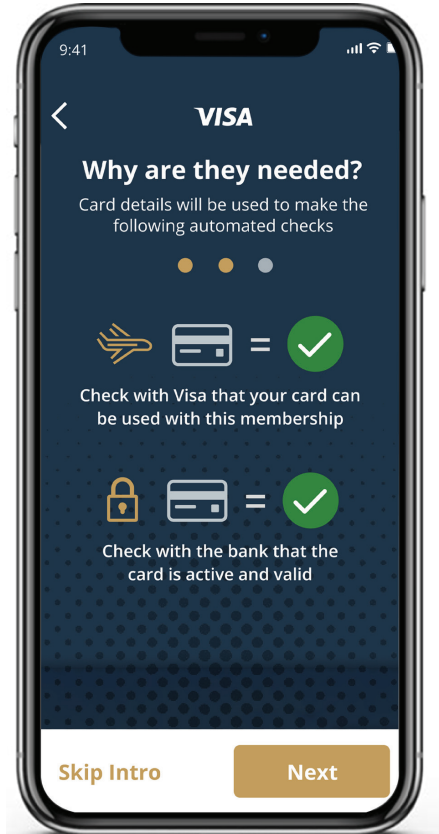 9:41
VISA
Why are they needed?
Card details will be used to make the
following automated checks
=
Check with Visa that your card can
be used with this membership
=
Check with the bank that the
card is active and valid
Skip Intro
Next